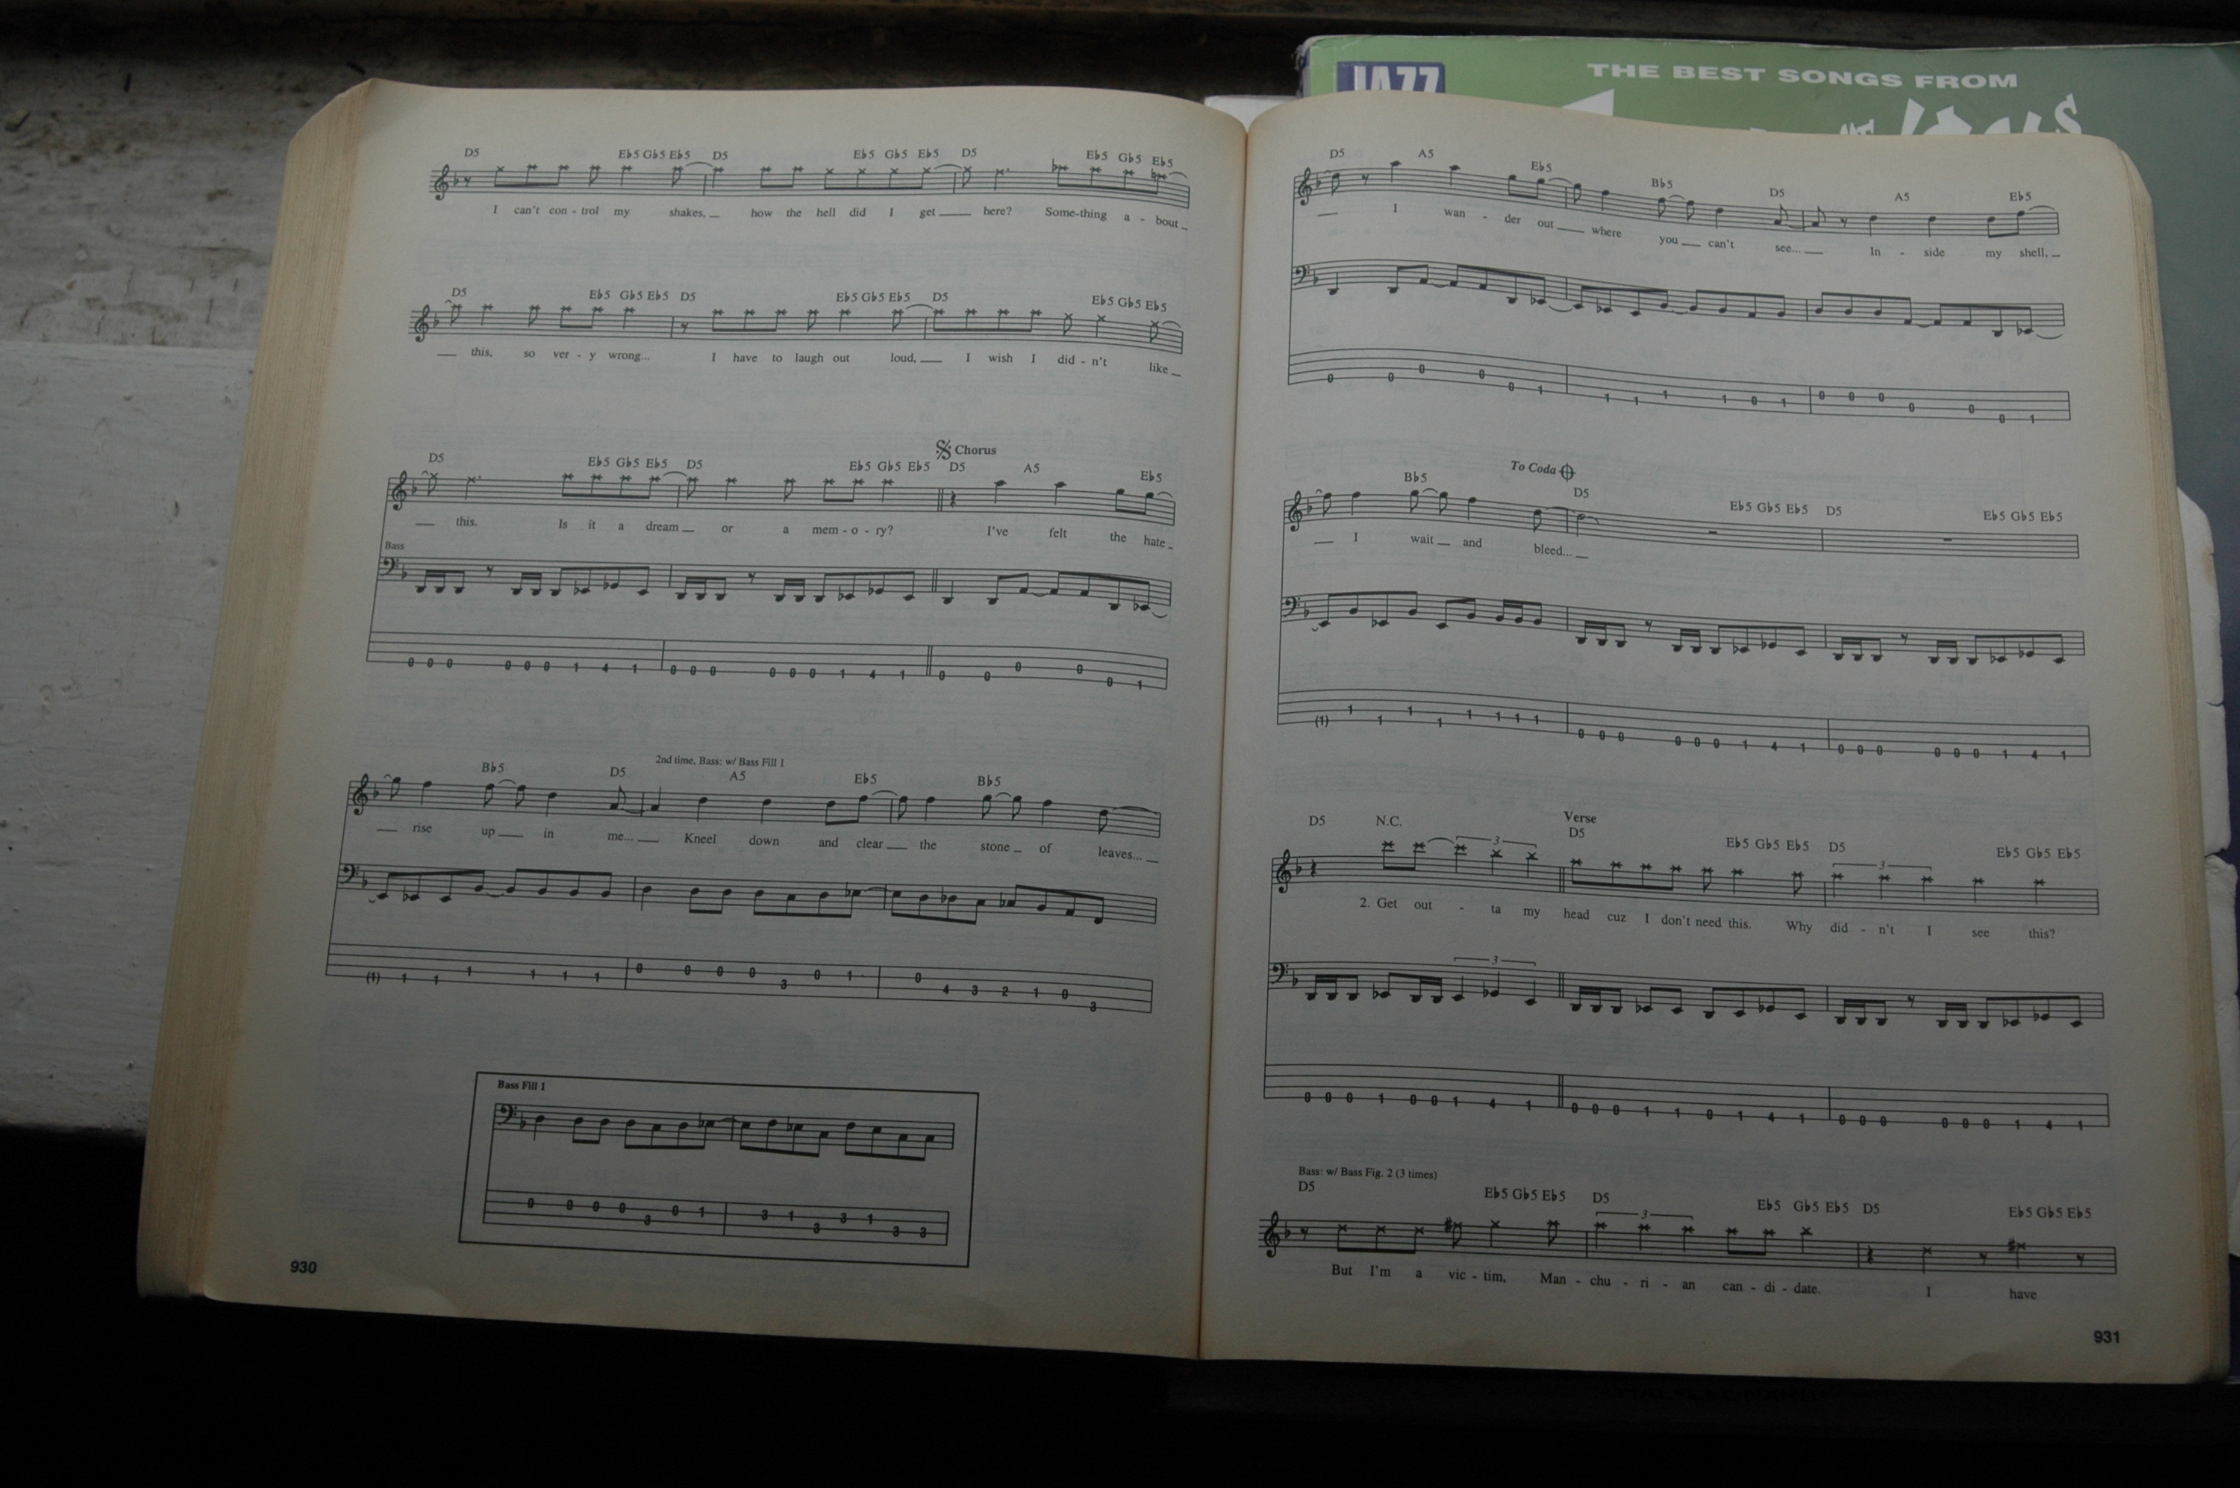 JAZZ
THE BEST SONGS FROM
D5 E♭5 G♭5 E♭5 D5 E♭5 G♭5 E♭5 D5 E♭5 G♭5 E♭5
I can't con - trol my shakes, how the hell did I get here? Some-thing a - bout
D5 E♭5 G♭5 E♭5 D5 E♭5 G♭5 E♭5 D5 E♭5 G♭5 E♭5
this, so ver - y wrong... I have to laugh out loud, I wish I did - n't like
Chorus
D5 E♭5 G♭5 E♭5 D5 E♭5 G♭5 E♭5 D5 A5 E♭5
this. Is it a dream or a mem - o - ry? I've felt the hate
Bass
0 0 0 0 0 0 1 4 1 0 0 0 0 0 0 1 4 1 0 0 0 0 0 1
2nd time, Bass: w/ Bass Fill 1
B♭5 D5 A5 E♭5 B♭5
rise up in me... Kneel down and clear the stone of leaves...
(1) 1 1 1 1 1 1 0 0 0 0 3 0 1 0 4 3 2 1 0 3
Bass Fill 1
0 0 0 0 3 0 1 3 1 3 3 1 3 3
930
D5 A5 E♭5 B♭5 D5 A5 E♭5
I wan - der out where you can't see... In - side my shell,
0 0 0 0 0 1 1 1 1 1 0 1 0 0 0 0 0 0 1
To Coda
B♭5 D5 E♭5 G♭5 E♭5 D5 E♭5 G♭5 E♭5
I wait and bleed...
(1) 1 1 1 1 1 1 1 1 0 0 0 0 0 0 1 4 1 0 0 0 0 0 0 1 4 1
Verse
D5 N.C. D5 E♭5 G♭5 E♭5 D5 E♭5 G♭5 E♭5
3 3
2. Get out - ta my head cuz I don't need this. Why did - n't I see this?
3
0 0 0 1 0 0 1 4 1 0 0 0 1 1 0 1 4 1 0 0 0 0 0 0 1 4 1
Bass: w/ Bass Fig. 2 (3 times)
D5 E♭5 G♭5 E♭5 D5 E♭5 G♭5 E♭5 D5 E♭5 G♭5 E♭5
3
But I'm a vic - tim, Man - chu - ri - an can - di - date. I have
931